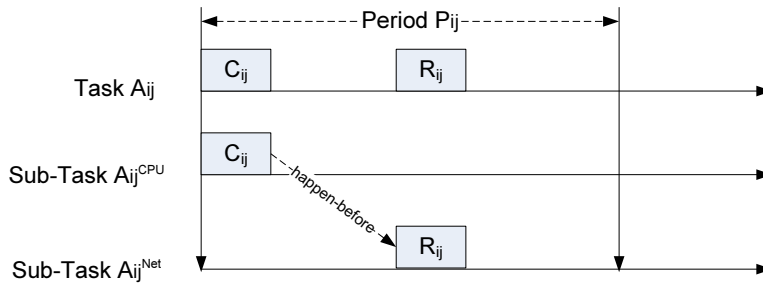 Period Pij
Cij
Rij
Task Aij
Cij
Sub-Task AijCPU
happen-before
Rij
Sub-Task AijNet